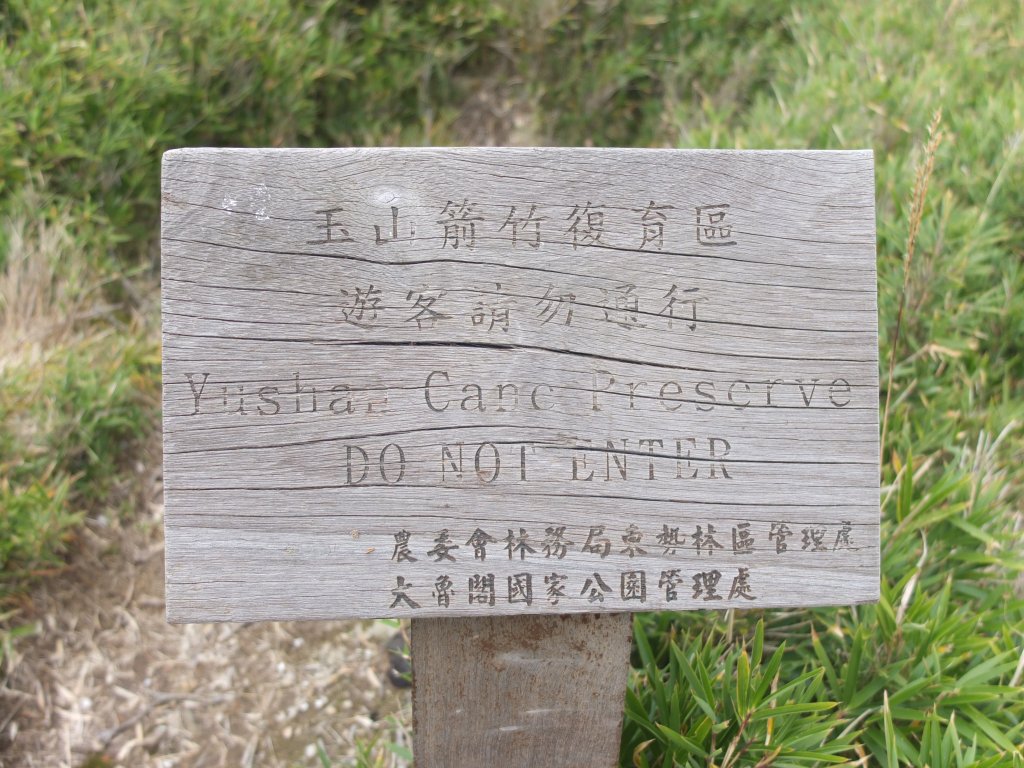 玉山箭竹復育區
遊客請勿通行
Yushan Cane Preserve
DO NOT ENTER
農委會林務局東勢林區管理處
太魯閣國家公園管理處